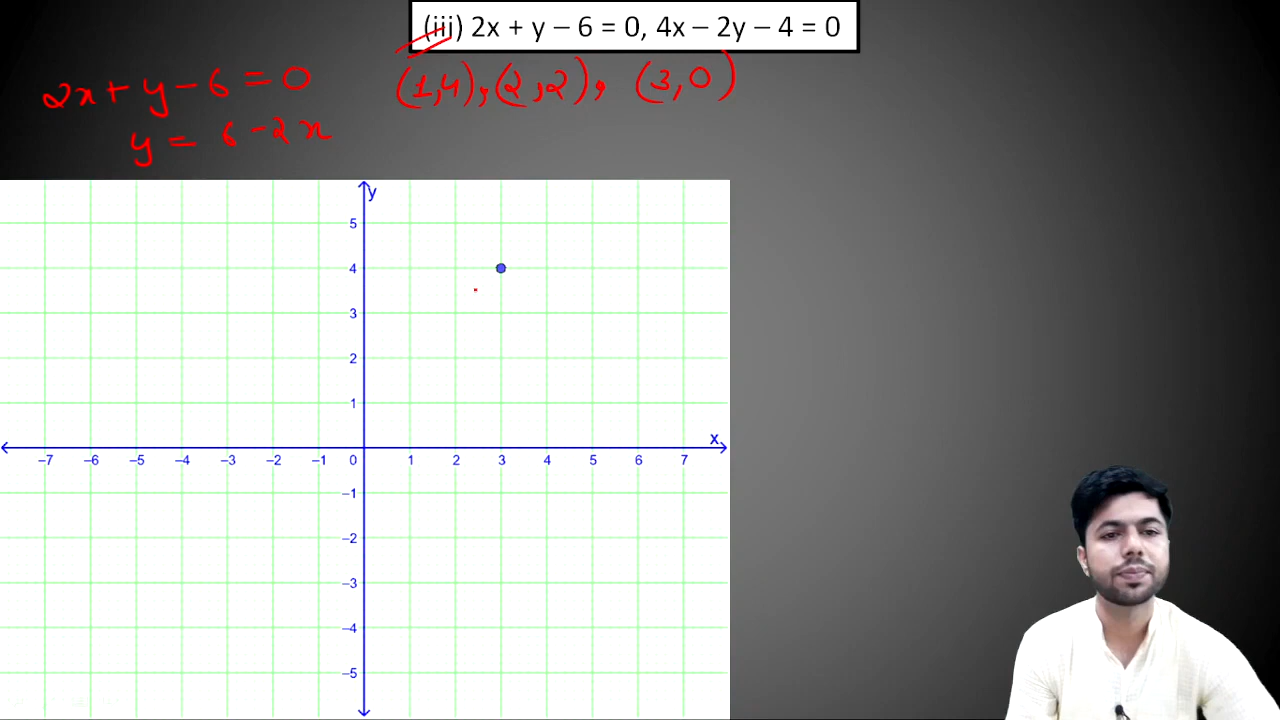 (iii) 2x + y – 6 = 0, 4x – 2y – 4 = 0
2x + y - 6 = 0
(1,4), (2,2), (3,0)
y = 6 - 2x
y
5
4
3
2
1
x
–7 –6 –5 –4 –3 –2 –1 0 1 2 3 4 5 6 7
–1
–2
–3
–4
–5